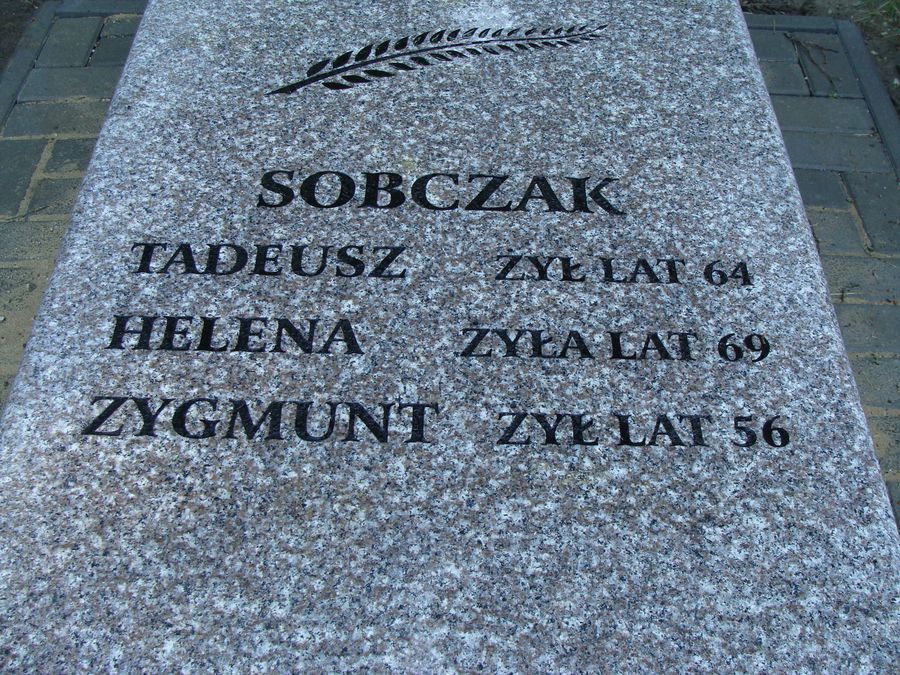 SOBCZAK
TADEUSZ ŻYŁ LAT 64
HELENA ŻYŁA LAT 69
ZYGMUNT ŻYŁ LAT 56